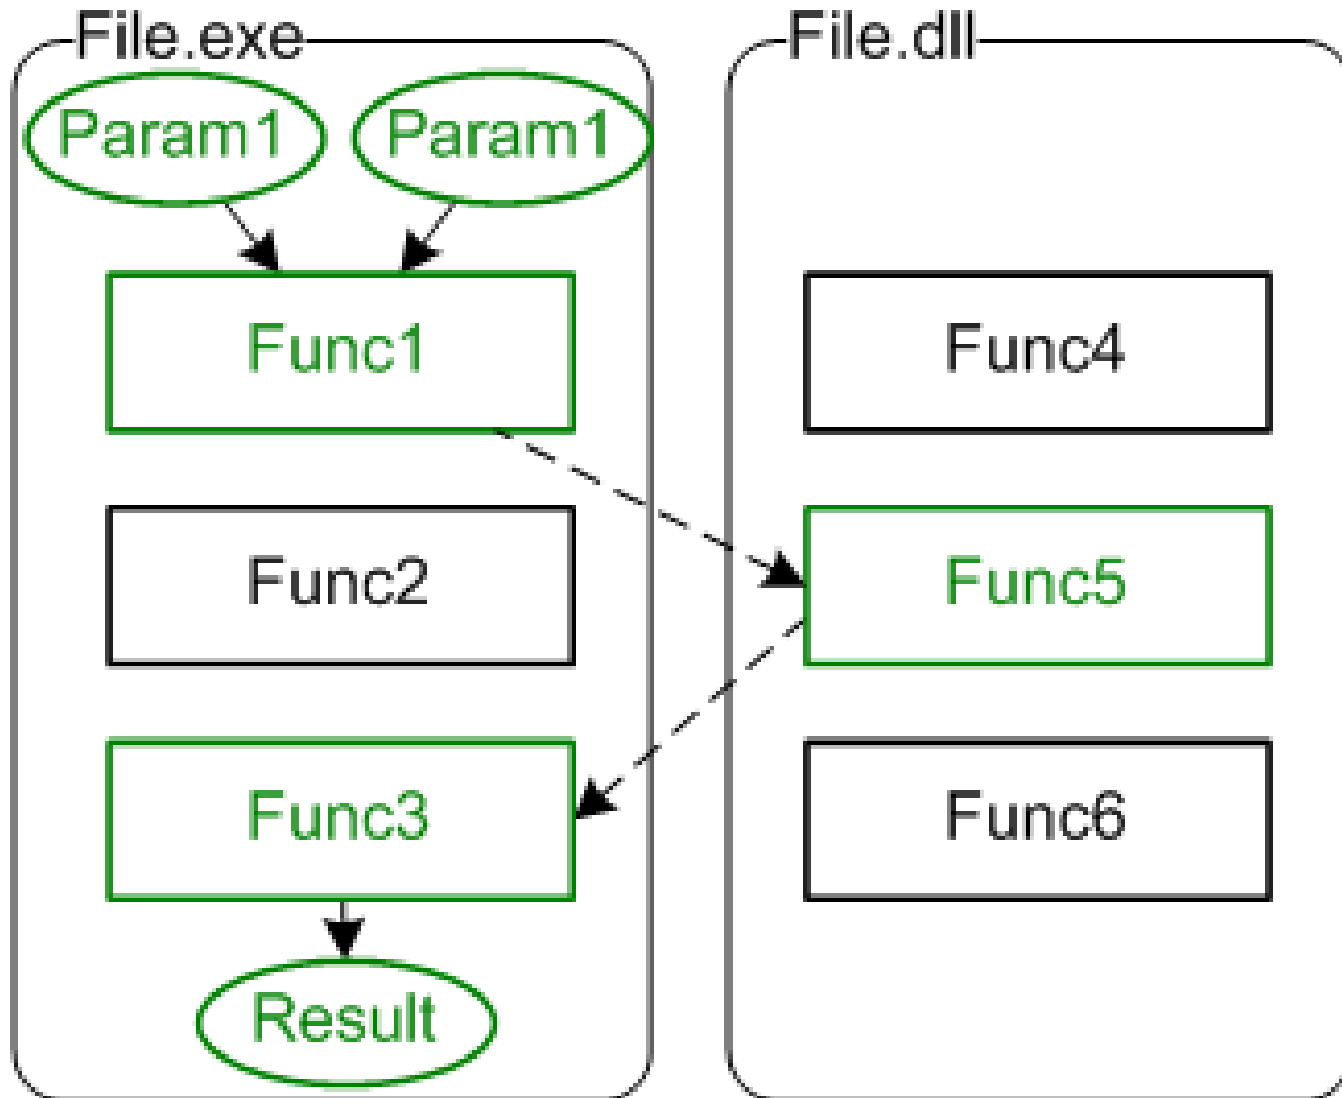 File.exe
Param1
Param1
Func1
Func2
Func3
Result
File.dll
Func4
Func5
Func6